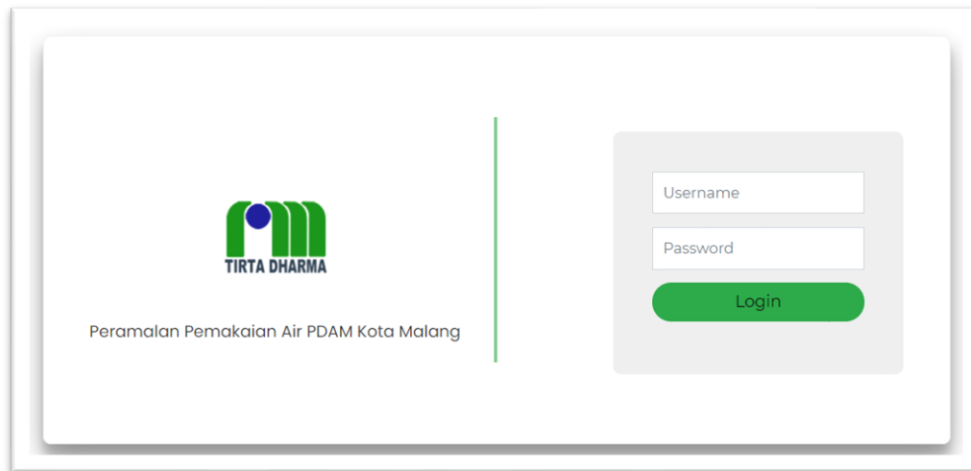 TIRTA DHARMA
Peramalan Pemakaian Air PDAM Kota Malang
Username
Password
Login